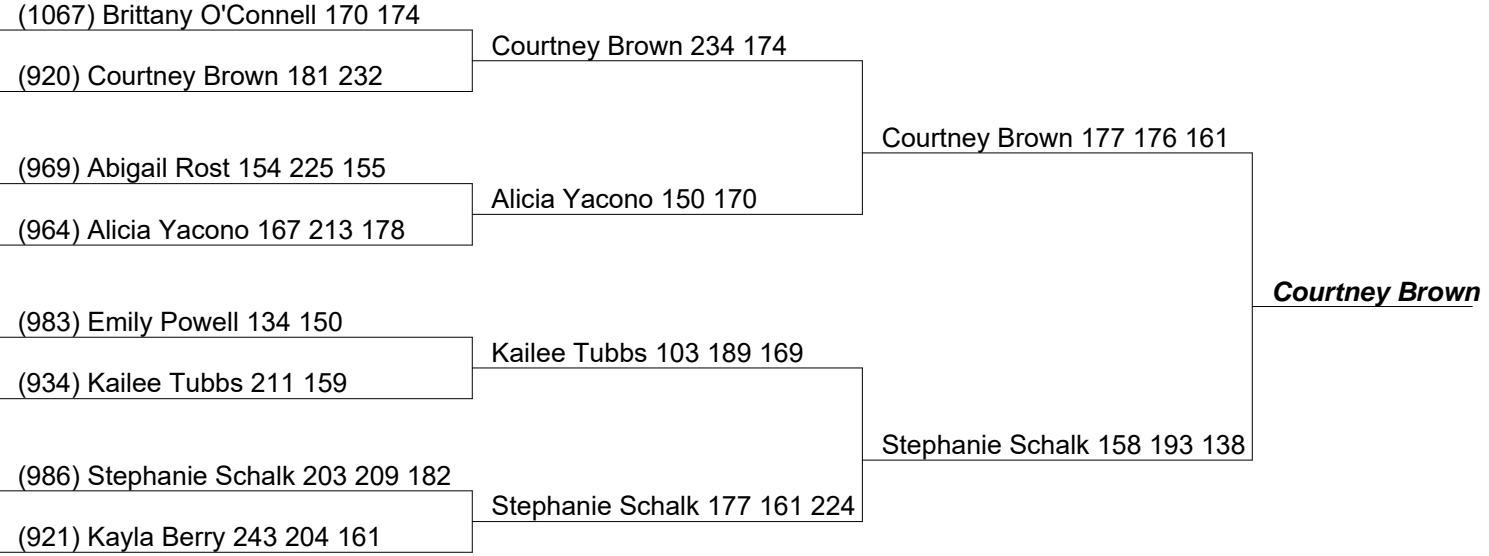 (1067) Brittany O'Connell 170 174
Courtney Brown 234 174
(920) Courtney Brown 181 232
Courtney Brown 177 176 161
(969) Abigail Rost 154 225 155
Alicia Yacono 150 170
(964) Alicia Yacono 167 213 178
Courtney Brown
(983) Emily Powell 134 150
Kailee Tubbs 103 189 169
(934) Kailee Tubbs 211 159
Stephanie Schalk 158 193 138
(986) Stephanie Schalk 203 209 182
Stephanie Schalk 177 161 224
(921) Kayla Berry 243 204 161